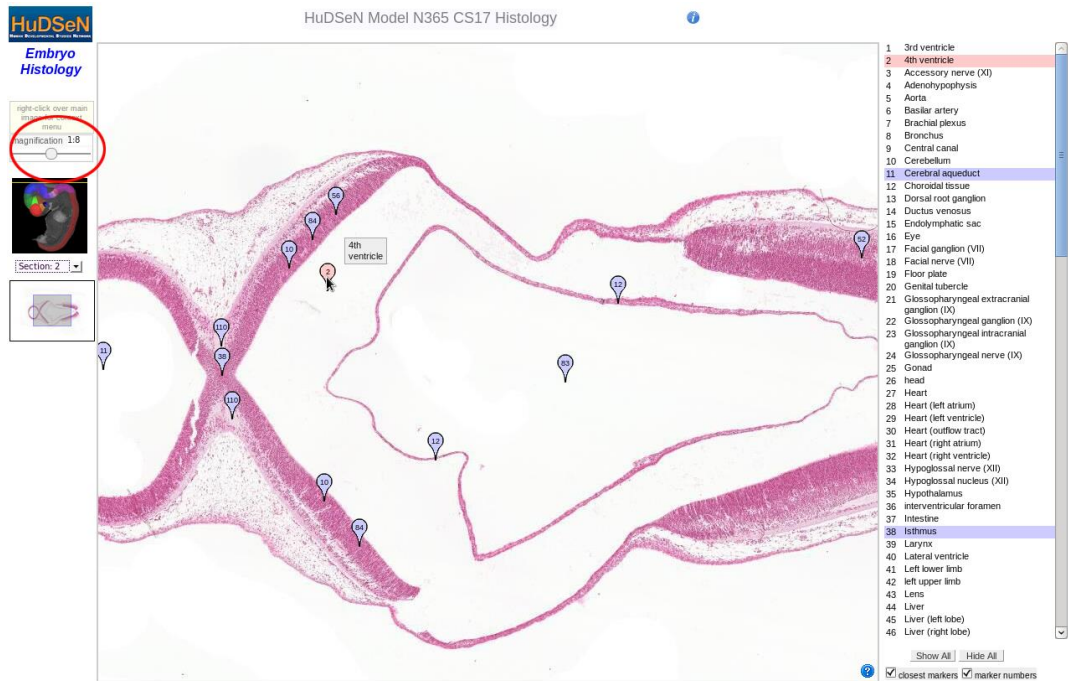 HuDSeN
HUMAN DEVELOPMENTAL STUDIES NETWORK
Embryo
Histology
HuDSeN Model N365 CS17 Histology
i
right-click over main
menu
magnification 1:8
Section: 2
56
84
10
4th
ventricle
2
52
12
110
38
11
83
110
12
10
84
?
1 3rd ventricle
2 4th ventricle
3 Accessory nerve (XI)
4 Adenohypophysis
5 Aorta
6 Basilar artery
7 Brachial plexus
8 Bronchus
9 Central canal
10 Cerebellum
11 Cerebral aqueduct
12 Choroidal tissue
13 Dorsal root ganglion
14 Ductus venosus
15 Endolymphatic sac
16 Eye
17 Facial ganglion (VII)
18 Facial nerve (VII)
19 Floor plate
20 Genital tubercle
21 Glossopharyngeal extracranial
ganglion (IX)
22 Glossopharyngeal ganglion (IX)
23 Glossopharyngeal intracranial
ganglion (IX)
24 Glossopharyngeal nerve (IX)
25 Gonad
26 head
27 Heart
28 Heart (left atrium)
29 Heart (left ventricle)
30 Heart (outflow tract)
31 Heart (right atrium)
32 Heart (right ventricle)
33 Hypoglossal nerve (XII)
34 Hypoglossal nucleus (XII)
35 Hypothalamus
36 interventricular foramen
37 Intestine
38 Isthmus
39 Larynx
40 Lateral ventricle
41 Left lower limb
42 left upper limb
43 Lens
44 Liver
45 Liver (left lobe)
46 Liver (right lobe)
Show All Hide All
closest markers marker numbers